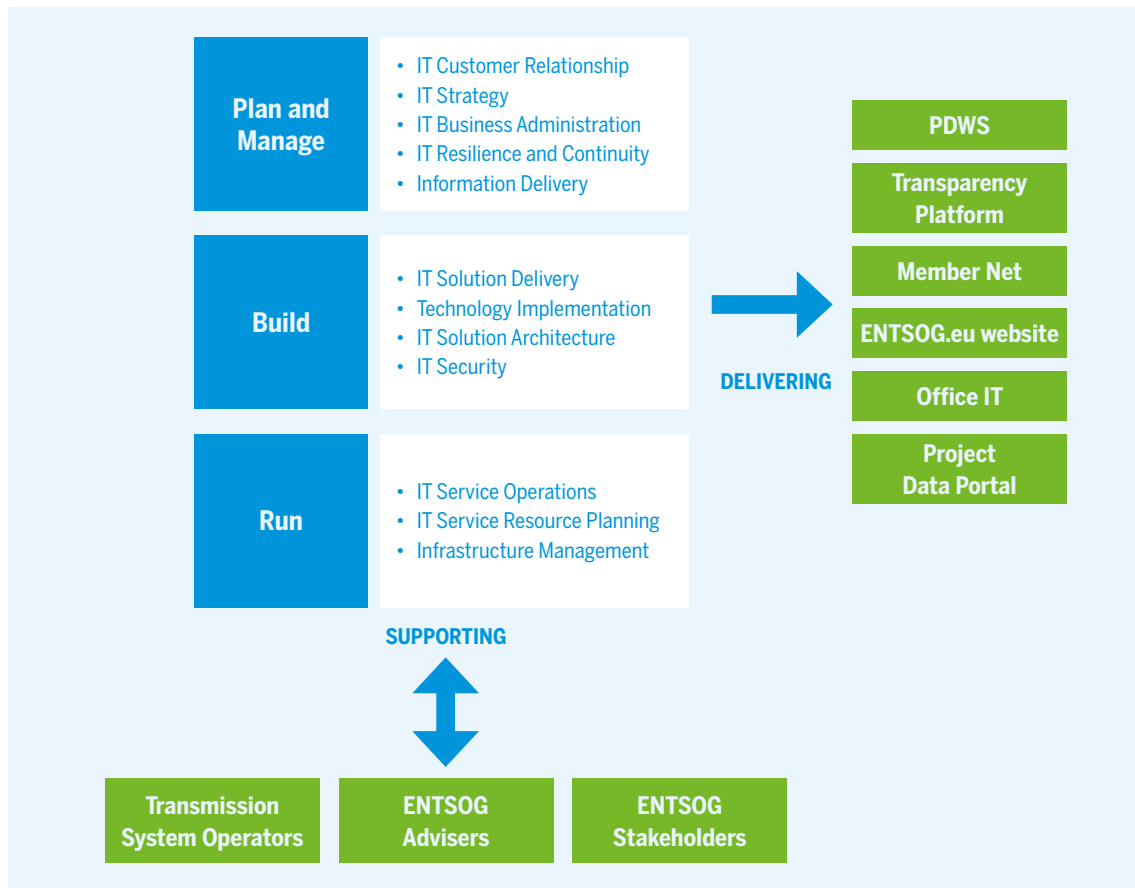 Plan and
Manage
• IT Customer Relationship
• IT Strategy
• IT Business Administration
• IT Resilience and Continuity
• Information Delivery
Build
• IT Solution Delivery
• Technology Implementation
• IT Solution Architecture
• IT Security
Run
• IT Service Operations
• IT Service Resource Planning
• Infrastructure Management
DELIVERING
PDWS
Transparency
Platform
Member Net
ENTSOG.eu website
Office IT
Project
Data Portal
SUPPORTING
Transmission
System Operators
ENTSOG
Advisers
ENTSOG
Stakeholders